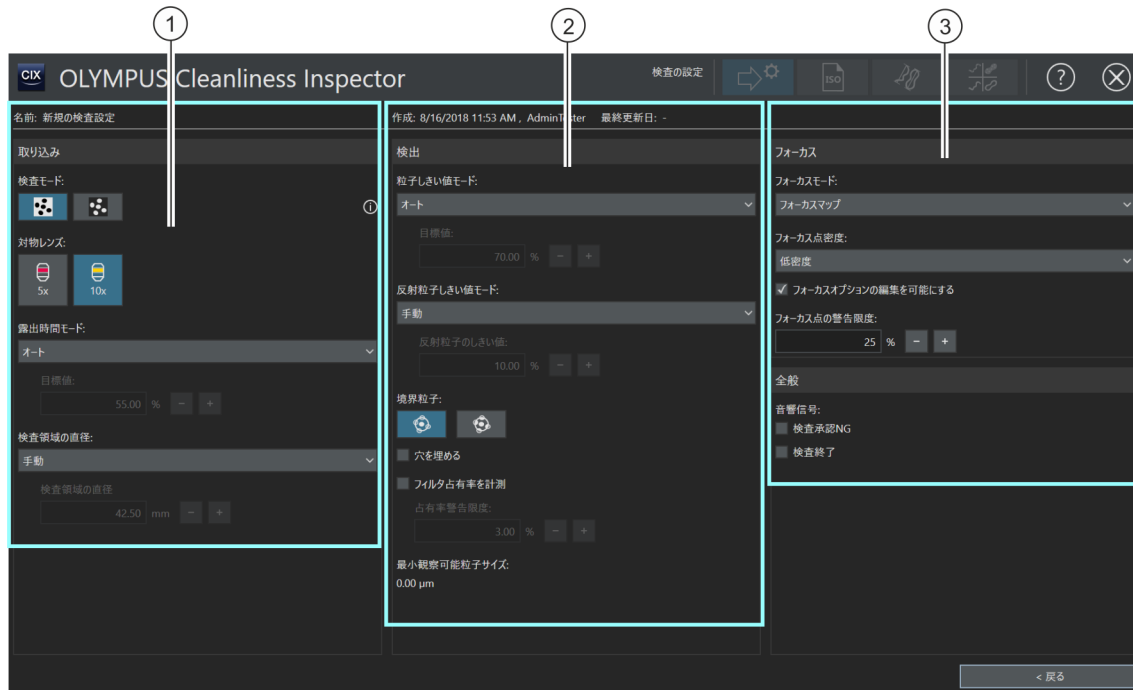 1
2
3
CIX OLYMPUS Cleanliness Inspector
検査の設定
ISO
?
名前: 新規の検査設定
作成: 8/16/2018 11:53 AM , AdminTester 最終更新日: -
取り込み
検査モード:
対物レンズ:
5x
10x
露出時間モード:
オート
目標値:
55.00 % - +
検査領域の直径:
手動
検査領域の直径
42.50 mm - +
検出
粒子しきい値モード:
オート
目標値:
70.00 % - +
反射粒子しきい値モード:
手動
反射粒子のしきい値:
10.00 % - +
境界粒子:
穴を埋める
フィルタ占有率を計測
占有率警告限度:
3.00 % - +
最小観察可能粒子サイズ:
0.00 µm
フォーカス
フォーカスモード:
フォーカスマップ
フォーカス点密度:
低密度
フォーカスオプションの編集を可能にする
フォーカス点の警告限度:
25 % - +
全般
音響信号:
検査承認NG
検査終了
< 戻る